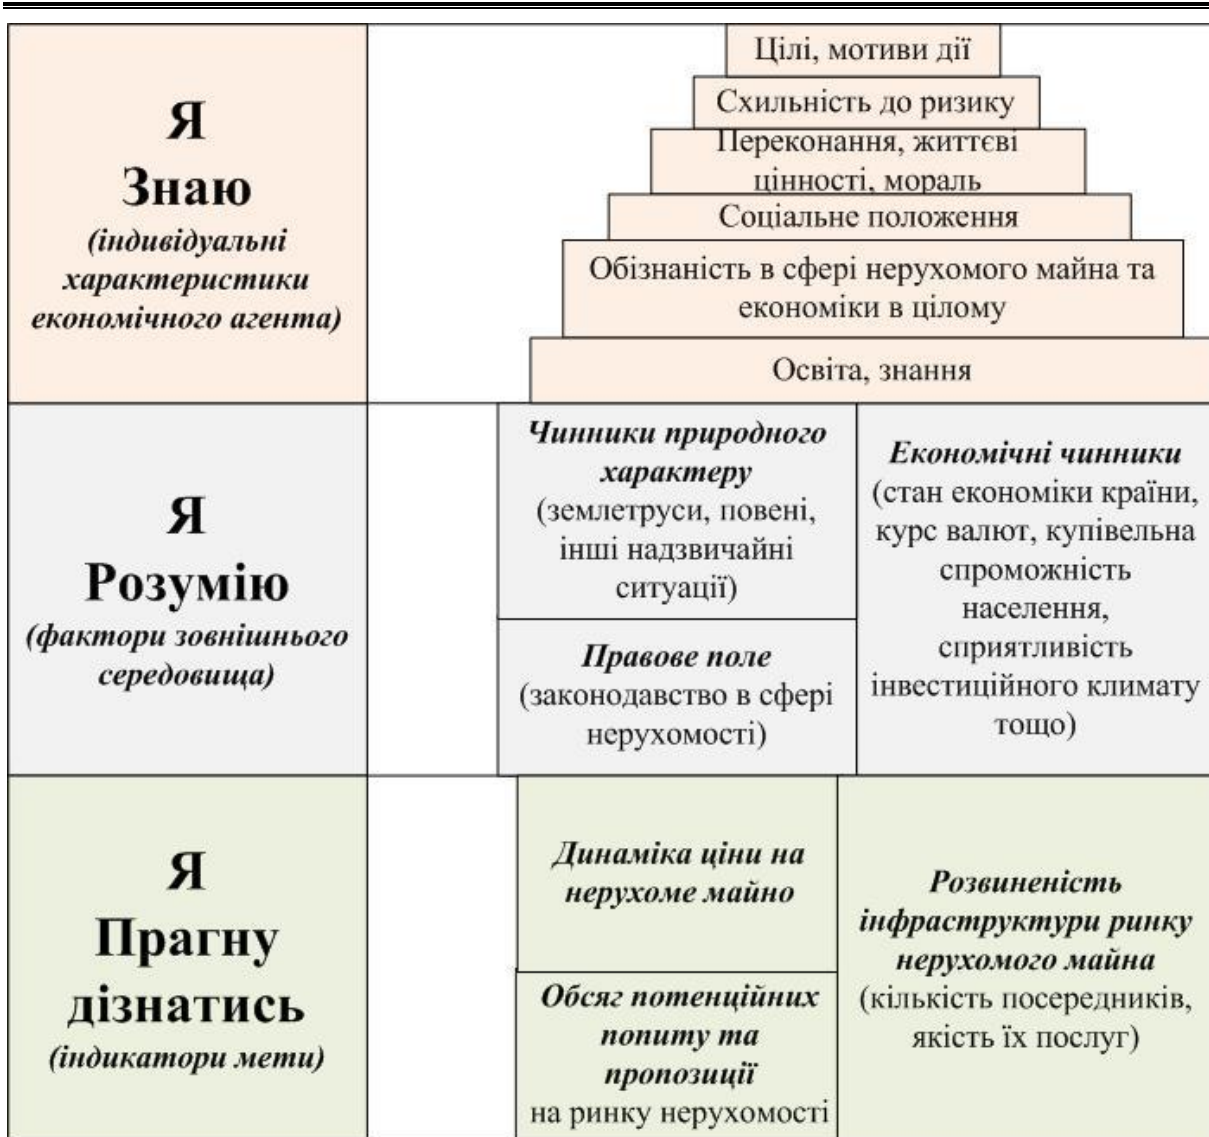 Я
Знаю
(індивідуальні
характеристики
економічного агента)
Цілі, мотиви дії
Схильність до ризику
Переконання, життєві
цінності, мораль
Соціальне положення
Обізнаність в сфері нерухомого майна та
економіки в цілому
Освіта, знання
Я
Розумію
(фактори зовнішнього
середовища)
Чинники природного
характеру
(землетруси, повені,
інші надзвичайні
ситуації)
Правове поле
(законодавство в сфері
нерухомості)
Економічні чинники
(стан економіки країни,
курс валют, купівельна
спроможність
населення,
сприятливість
інвестиційного климату
тощо)
Я
Прагну
дізнатись
(індикатори мети)
Динаміка ціни на
нерухоме майно
Обсяг потенційних
попиту та
пропозиції
на ринку нерухомості
Розвиненість
інфраструктури ринку
нерухомого майна
(кількість посередників,
якість їх послуг)